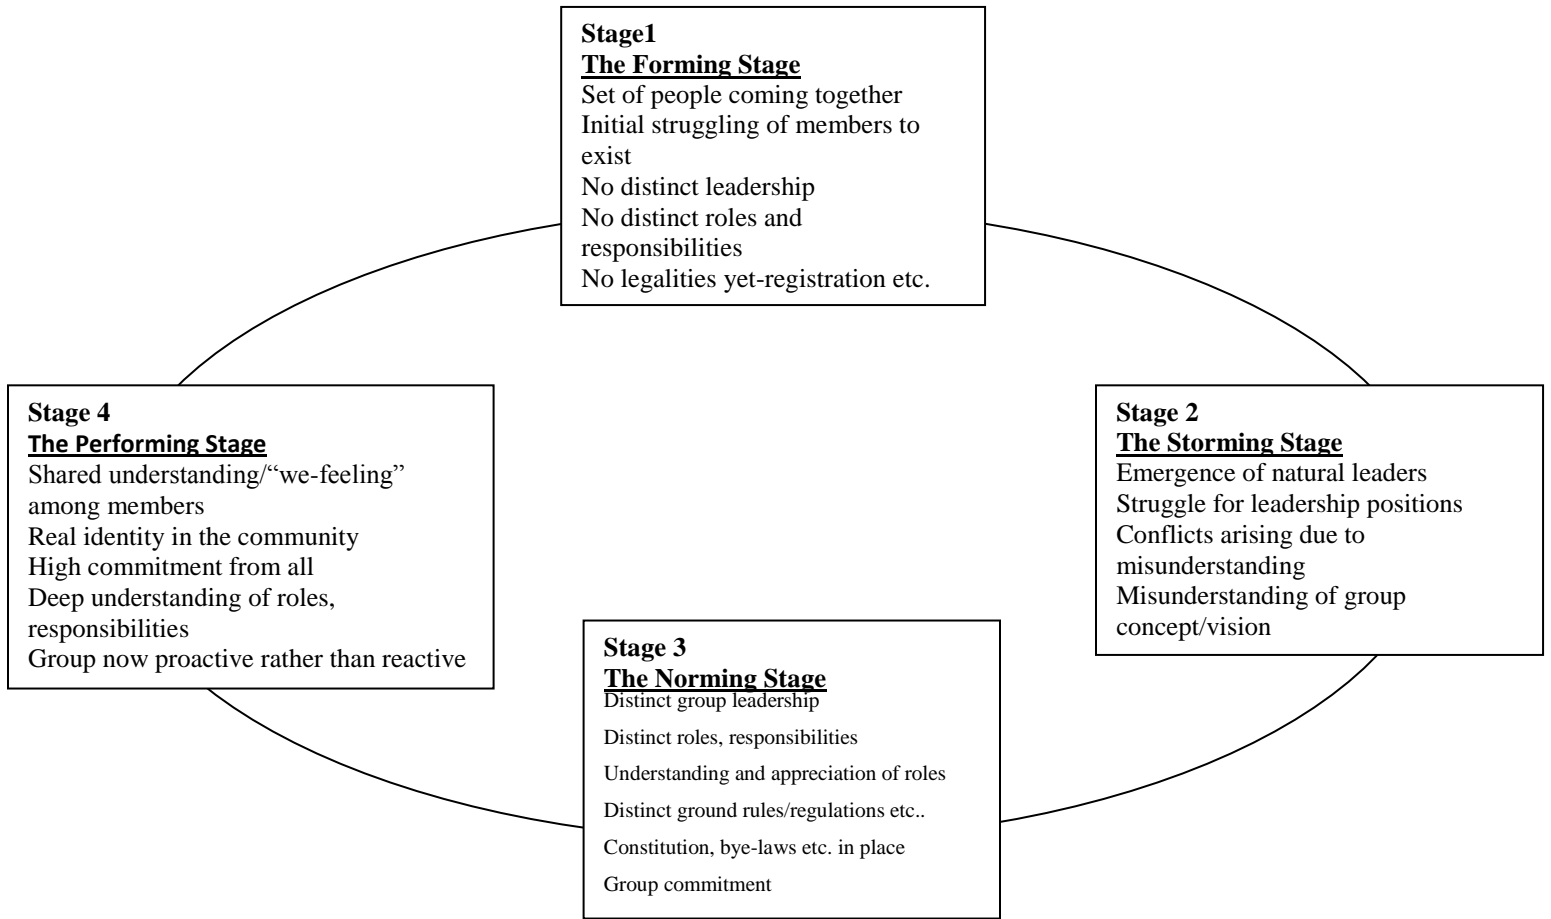 Stage1
The Forming Stage
Set of people coming together
Initial struggling of members to
exist
No distinct leadership
No distinct roles and
responsibilities
No legalities yet-registration etc.
Stage 2
The Storming Stage
Emergence of natural leaders
Struggle for leadership positions
Conflicts arising due to
misunderstanding
Misunderstanding of group
concept/vision
Stage 3
The Norming Stage
Distinct group leadership
Distinct roles, responsibilities
Understanding and appreciation of roles
Distinct ground rules/regulations etc..
Constitution, bye-laws etc. in place
Group commitment
Stage 4
The Performing Stage
Shared understanding/“we-feeling”
among members
Real identity in the community
High commitment from all
Deep understanding of roles,
responsibilities
Group now proactive rather than reactive